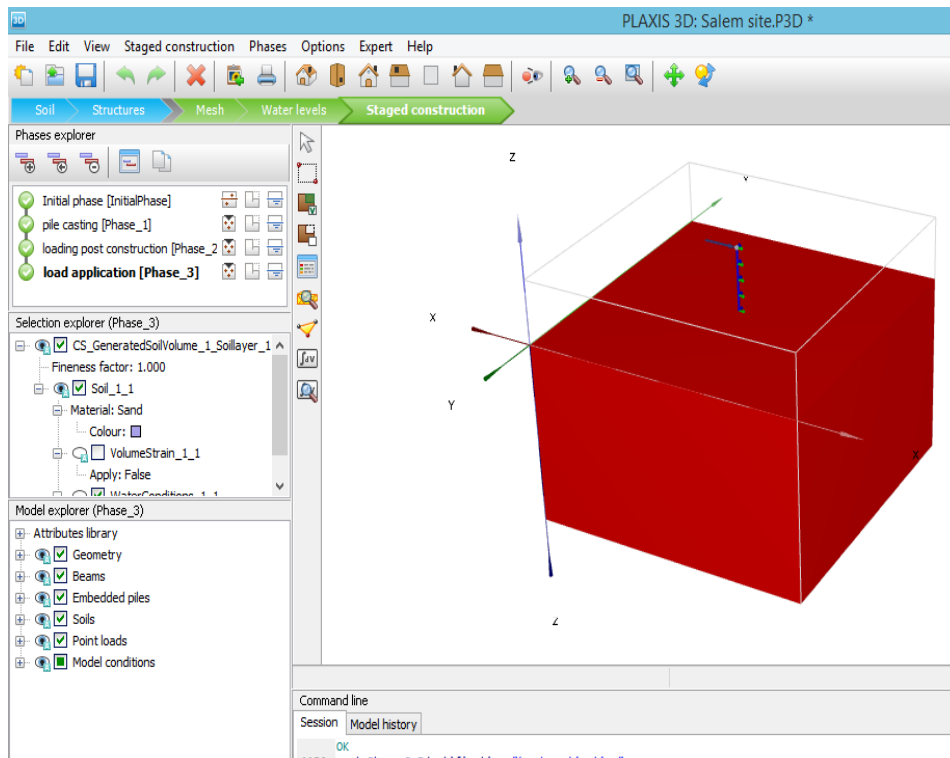 3D PLAXIS 3D: Salem site.P3D *
File Edit View Staged construction Phases Options Expert Help
Soil Structures Mesh Water levels Staged construction
Phases explorer
Initial phase [InitialPhase]
pile casting [Phase_1]
loading post construction [Phase_2
load application [Phase_3]
Selection explorer (Phase_3)
CS_GeneratedSoilVolume_1_Soillayer_1
Fineness factor: 1.000
Soil_1_1
Material: Sand
Colour:
VolumeStrain_1_1
Apply: False
WaterConditions_1_1
Model explorer (Phase_3)
Attributes library
Geometry
Beams
Embedded piles
Soils
Point loads
Model conditions
∫dV
Z
X
Y
X
Z
Command line
Session Model history
OK